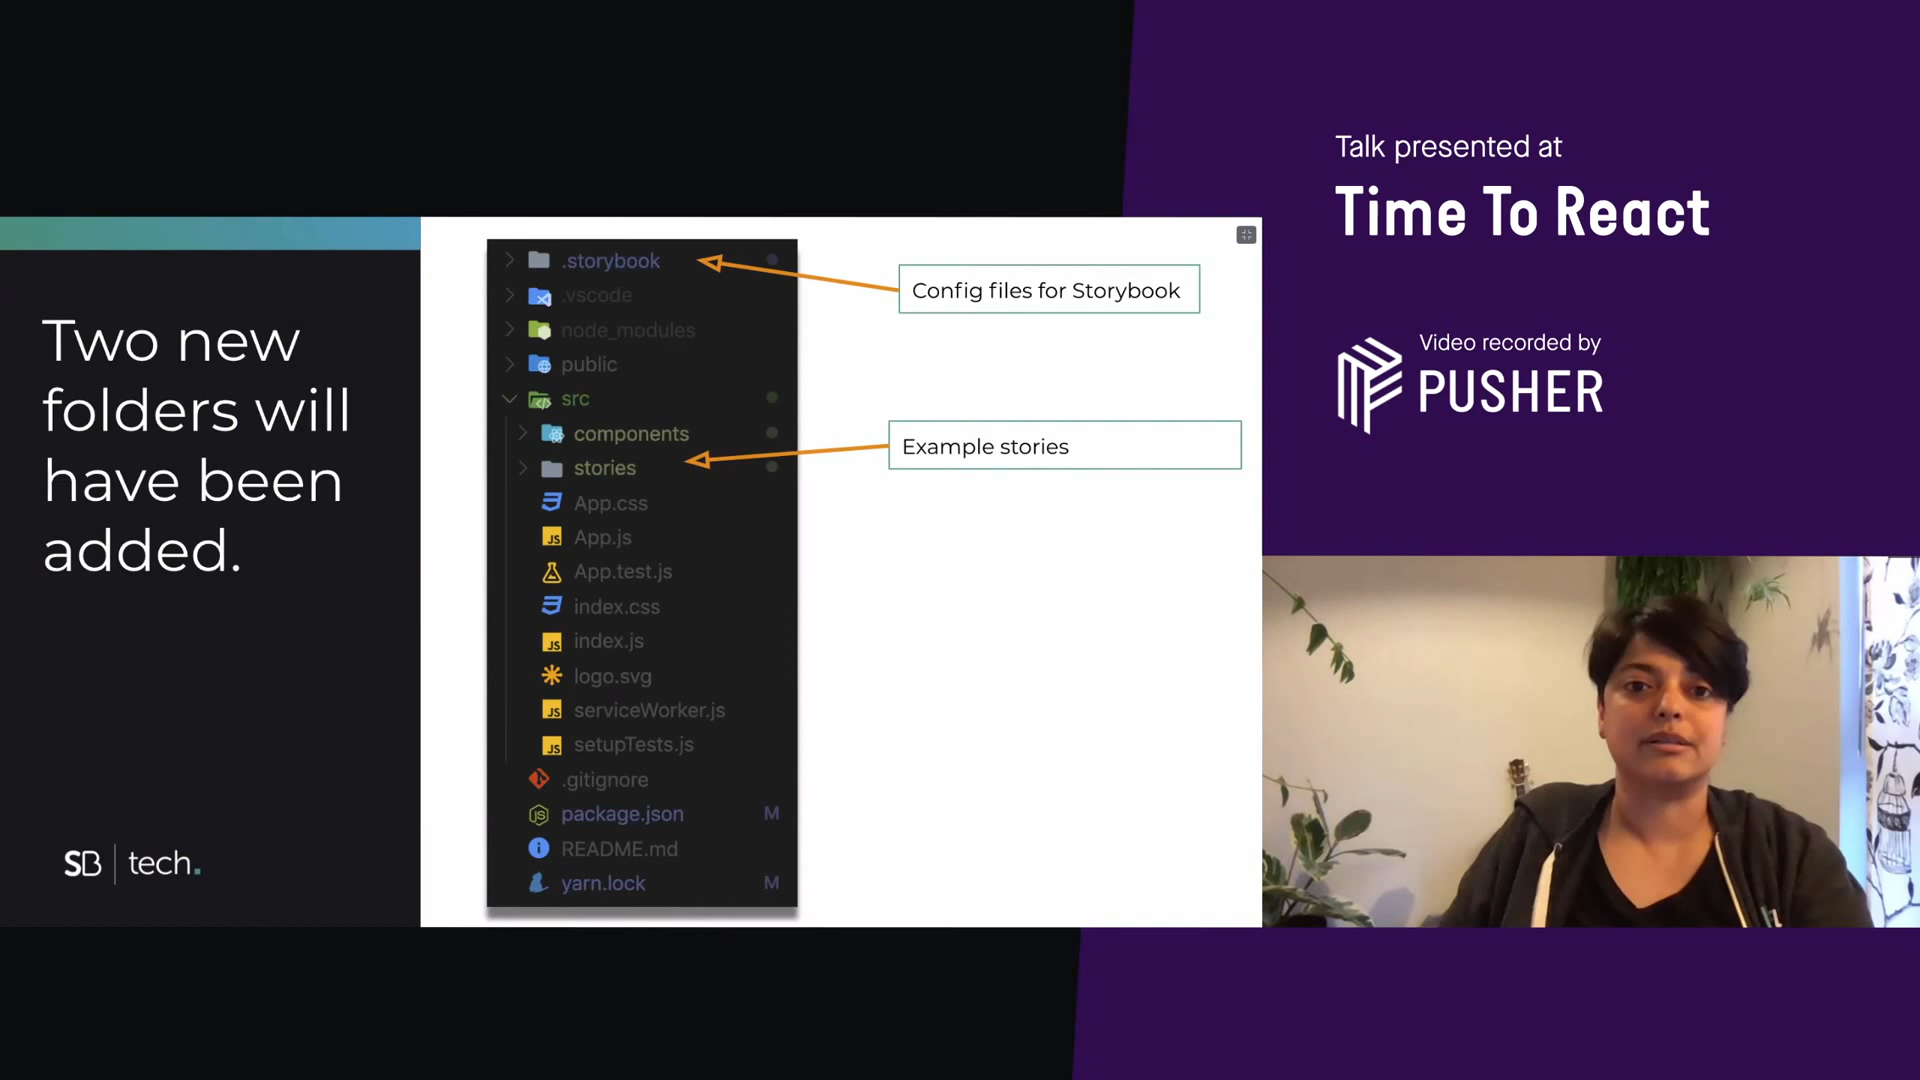 Two new
folders will
have been
added.
SB | tech.
.storybook
.vscode
node_modules
public
src
components
stories
App.css
App.js
App.test.js
index.css
index.js
logo.svg
serviceWorker.js
setupTests.js
.gitignore
package.json M
README.md
yarn.lock M
Config files for Storybook
Example stories
Talk presented at
Time To React
Video recorded by
PUSHER